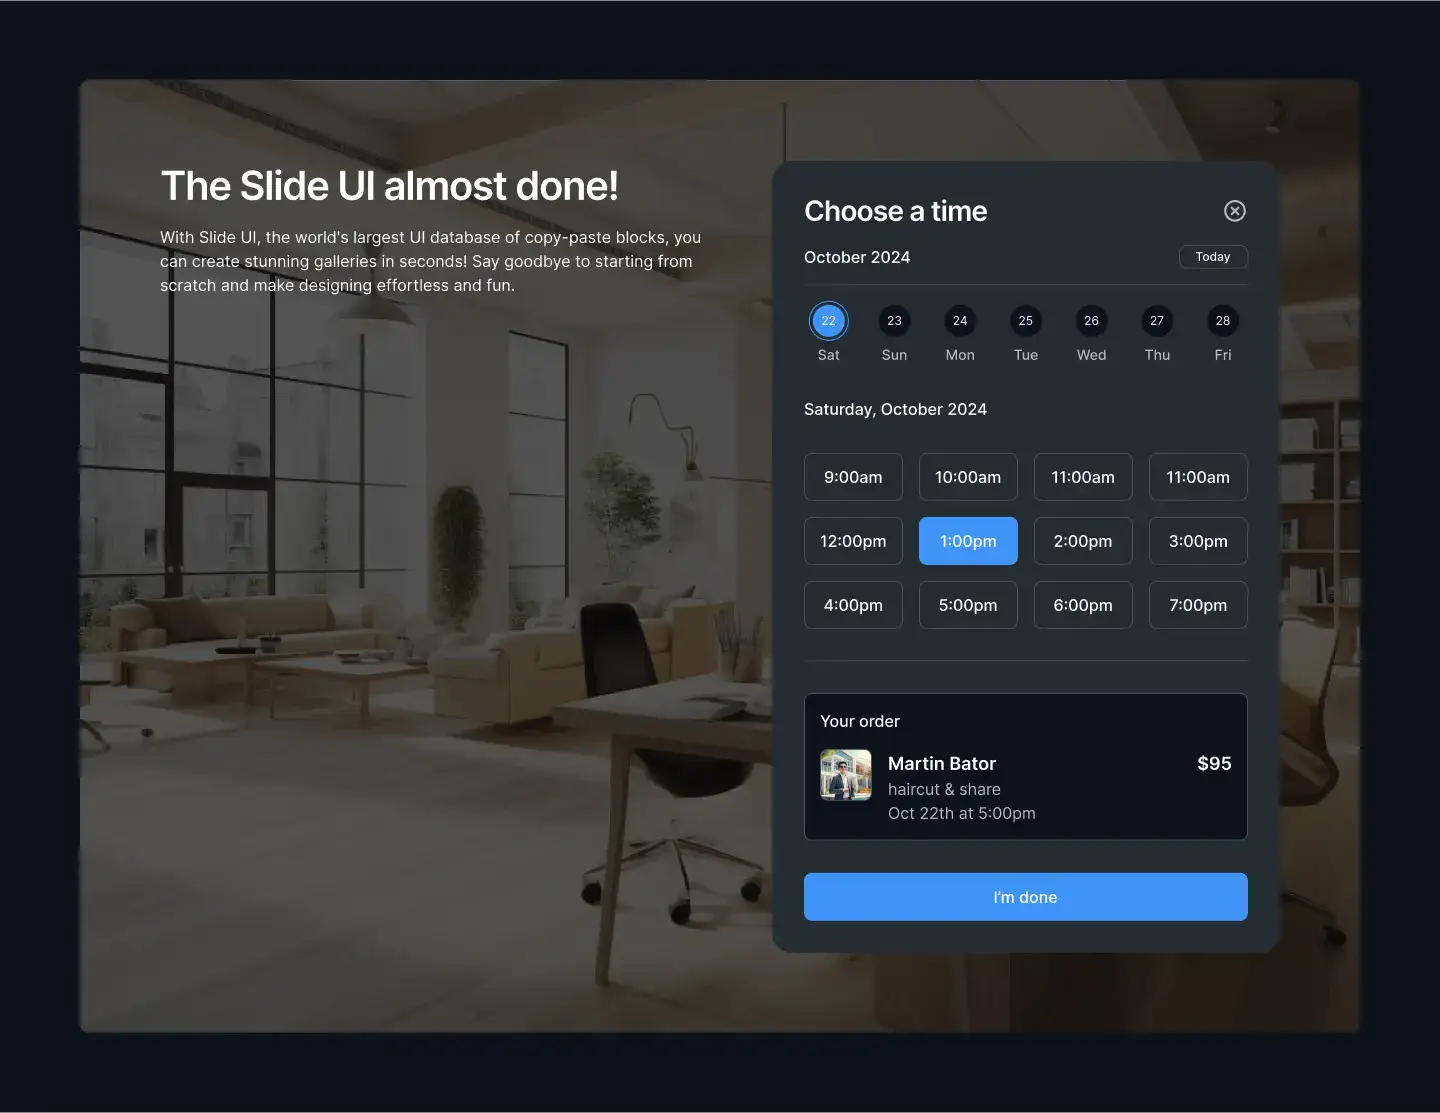 The Slide UI almost done!
With Slide UI, the world's largest UI database of copy-paste blocks, you
can create stunning galleries in seconds! Say goodbye to starting from
scratch and make designing effortless and fun.
Choose a time
October 2024
Today
22 23 24 25 26 27 28
Sat Sun Mon Tue Wed Thu Fri
Saturday, October 2024
9:00am 10:00am 11:00am 11:00am
12:00pm 1:00pm 2:00pm 3:00pm
4:00pm 5:00pm 6:00pm 7:00pm
Your order
Martin Bator $95
haircut & share
Oct 22th at 5:00pm
I'm done